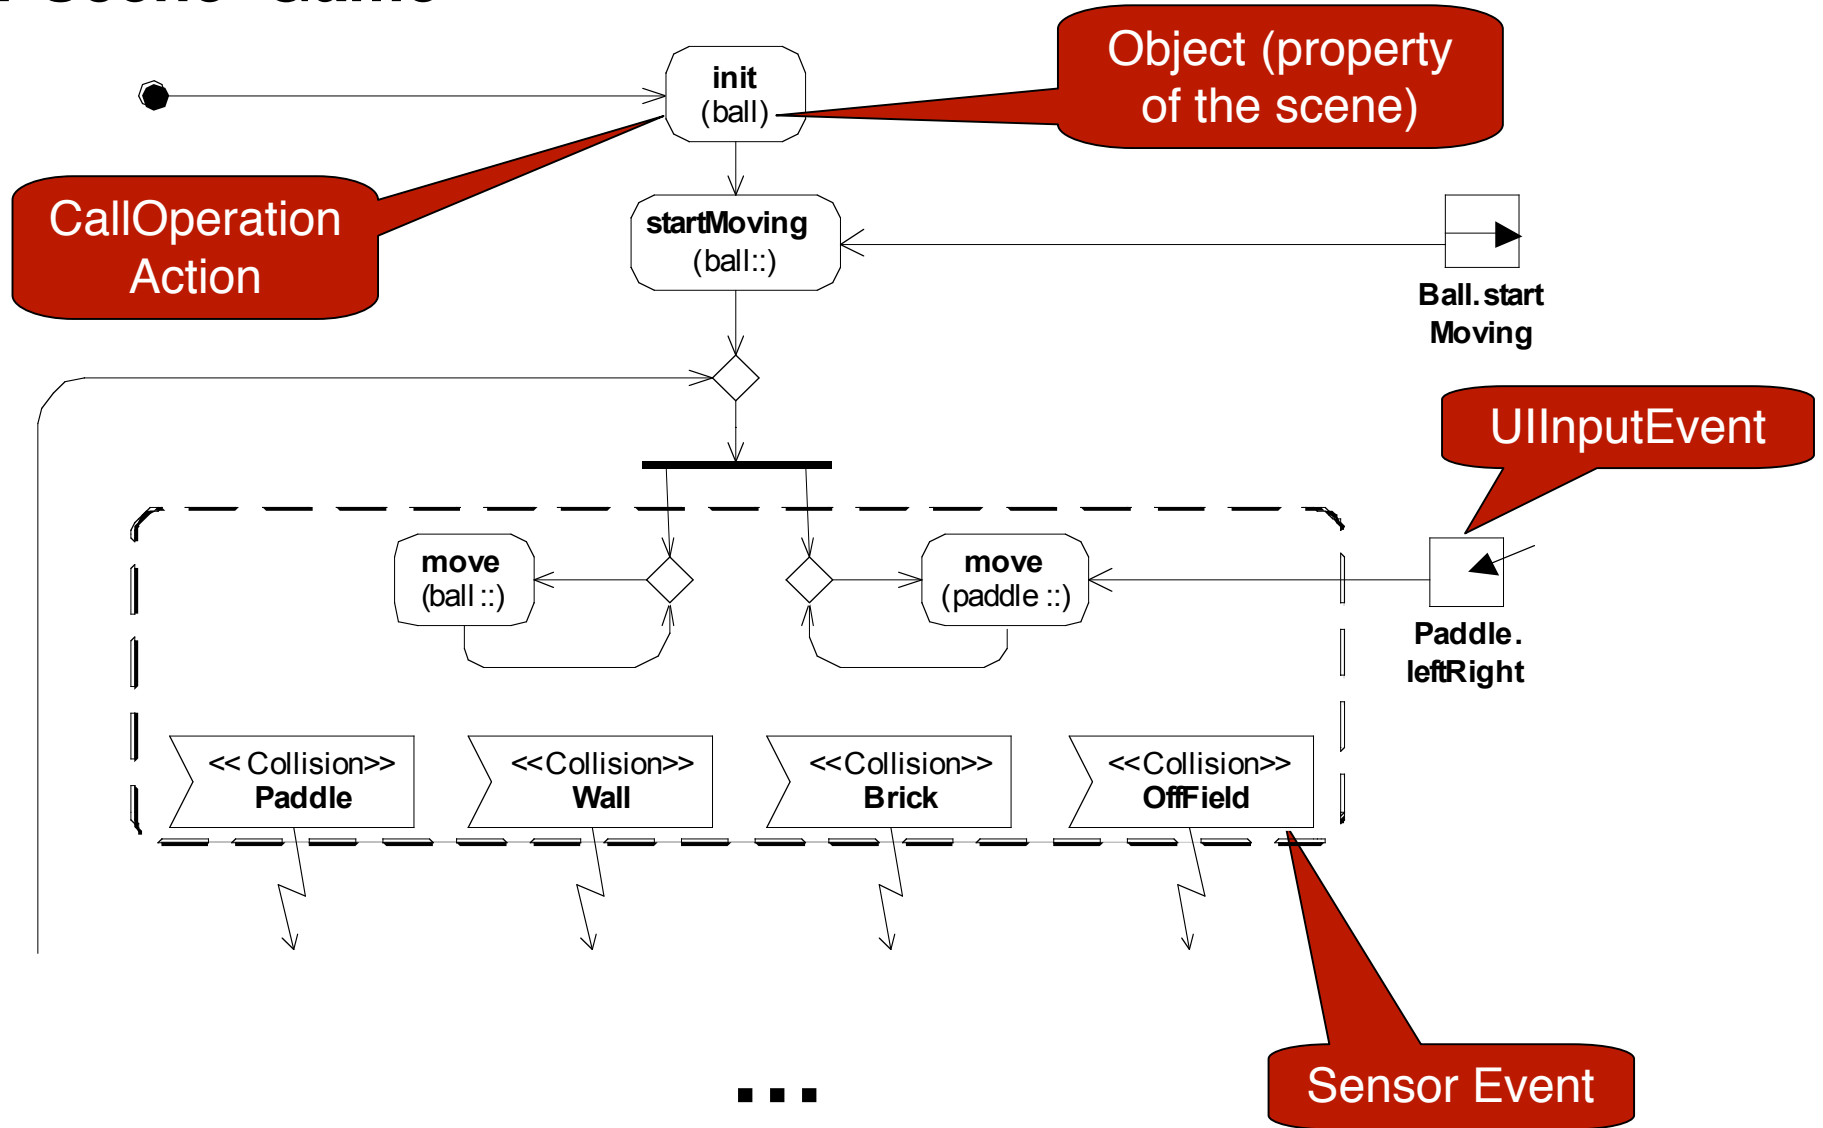 Object (property
of the scene)
init
(ball)
CallOperation
Action
startMoving
(ball::)
Ball.start
Moving
UIInputEvent
move
(ball ::)
move
(paddle ::)
Paddle.
leftRight
<< Collision>>
Paddle
<<Collision>>
Wall
<<Collision>>
Brick
<<Collision>>
OffField
Sensor Event
...